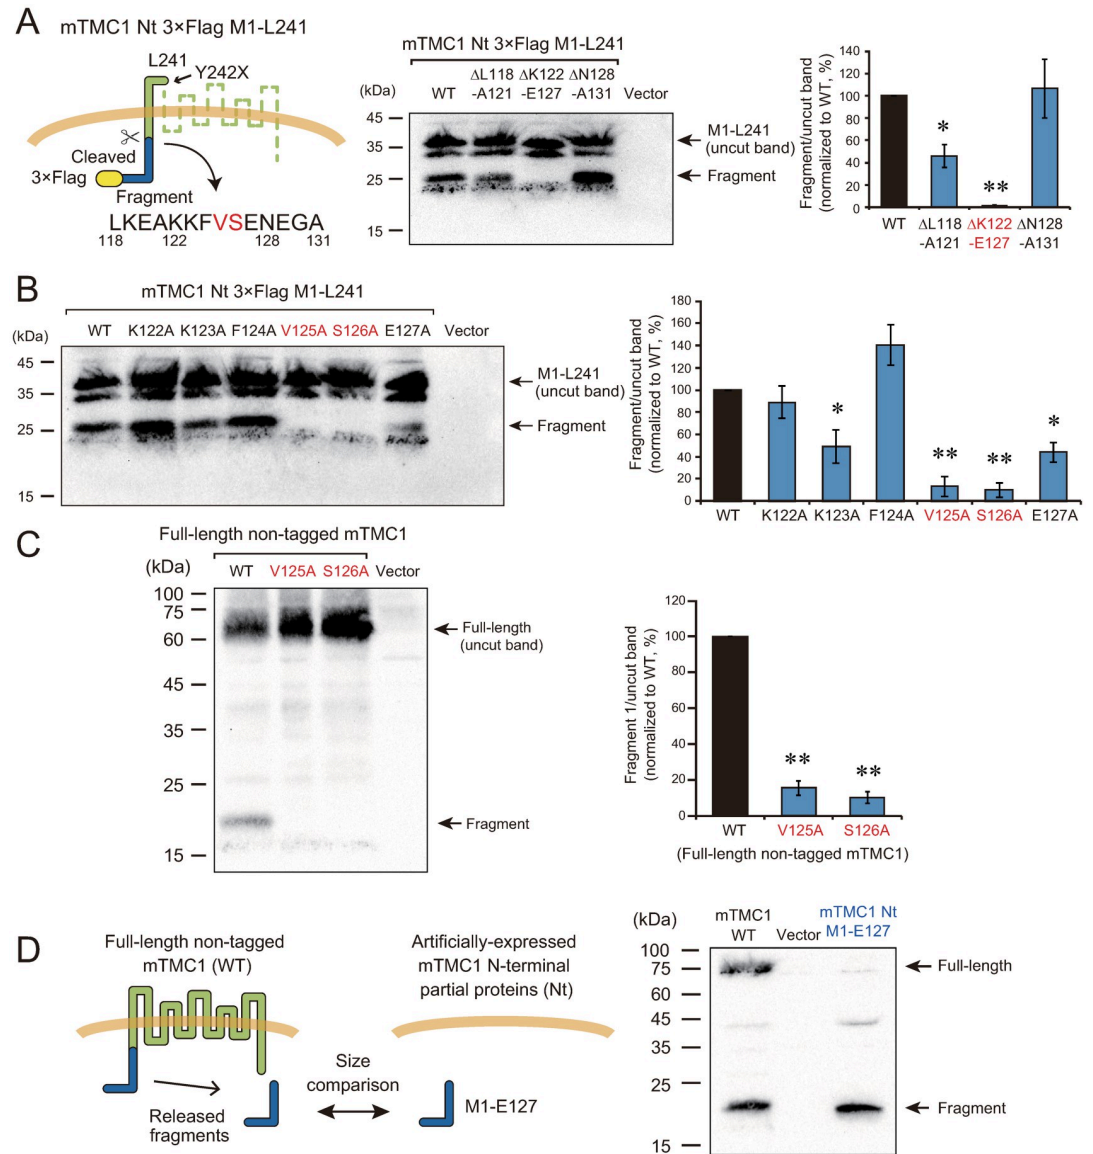 A
mTMC1 Nt 3×Flag M1-L241
L241
Y242X
Cleaved
3×Flag
Fragment
LKEAKKFVSENEGA
118 122 128 131
mTMC1 Nt 3×Flag M1-L241
(kDa)
WT
ΔL118
-A121
ΔK122
-E127
ΔN128
-A131
Vector
45
35
25
15
M1-L241
(uncut band)
Fragment
Fragment/uncut band
(normalized to WT, %)
140
120
100
80
60
40
20
0
*
**
WT
ΔL118
-A121
ΔK122
-E127
ΔN128
-A131
B
mTMC1 Nt 3×Flag M1-L241
(kDa)
WT K122A K123A F124A V125A S126A E127A Vector
45
35
25
15
M1-L241
(uncut band)
Fragment
Fragment/uncut band
(normalized to WT, %)
180
160
140
120
100
80
60
40
20
0
*
**
**
*
WT K122A K123A F124A V125A S126A E127A
C
Full-length non-tagged mTMC1
(kDa)
WT V125A S126A Vector
100
75
60
45
35
25
15
Full-length
(uncut band)
Fragment
Fragment 1/uncut band
(normalized to WT, %)
120
100
80
60
40
20
0
**
**
WT V125A S126A
(Full-length non-tagged mTMC1)
D
Full-length non-tagged
mTMC1 (WT)
Released
fragments
Size
comparison
Artificially-expressed
mTMC1 N-terminal
partial proteins (Nt)
M1-E127
(kDa)
mTMC1
WT
Vector
mTMC1 Nt
M1-E127
100
75
60
45
35
25
15
Full-length
Fragment